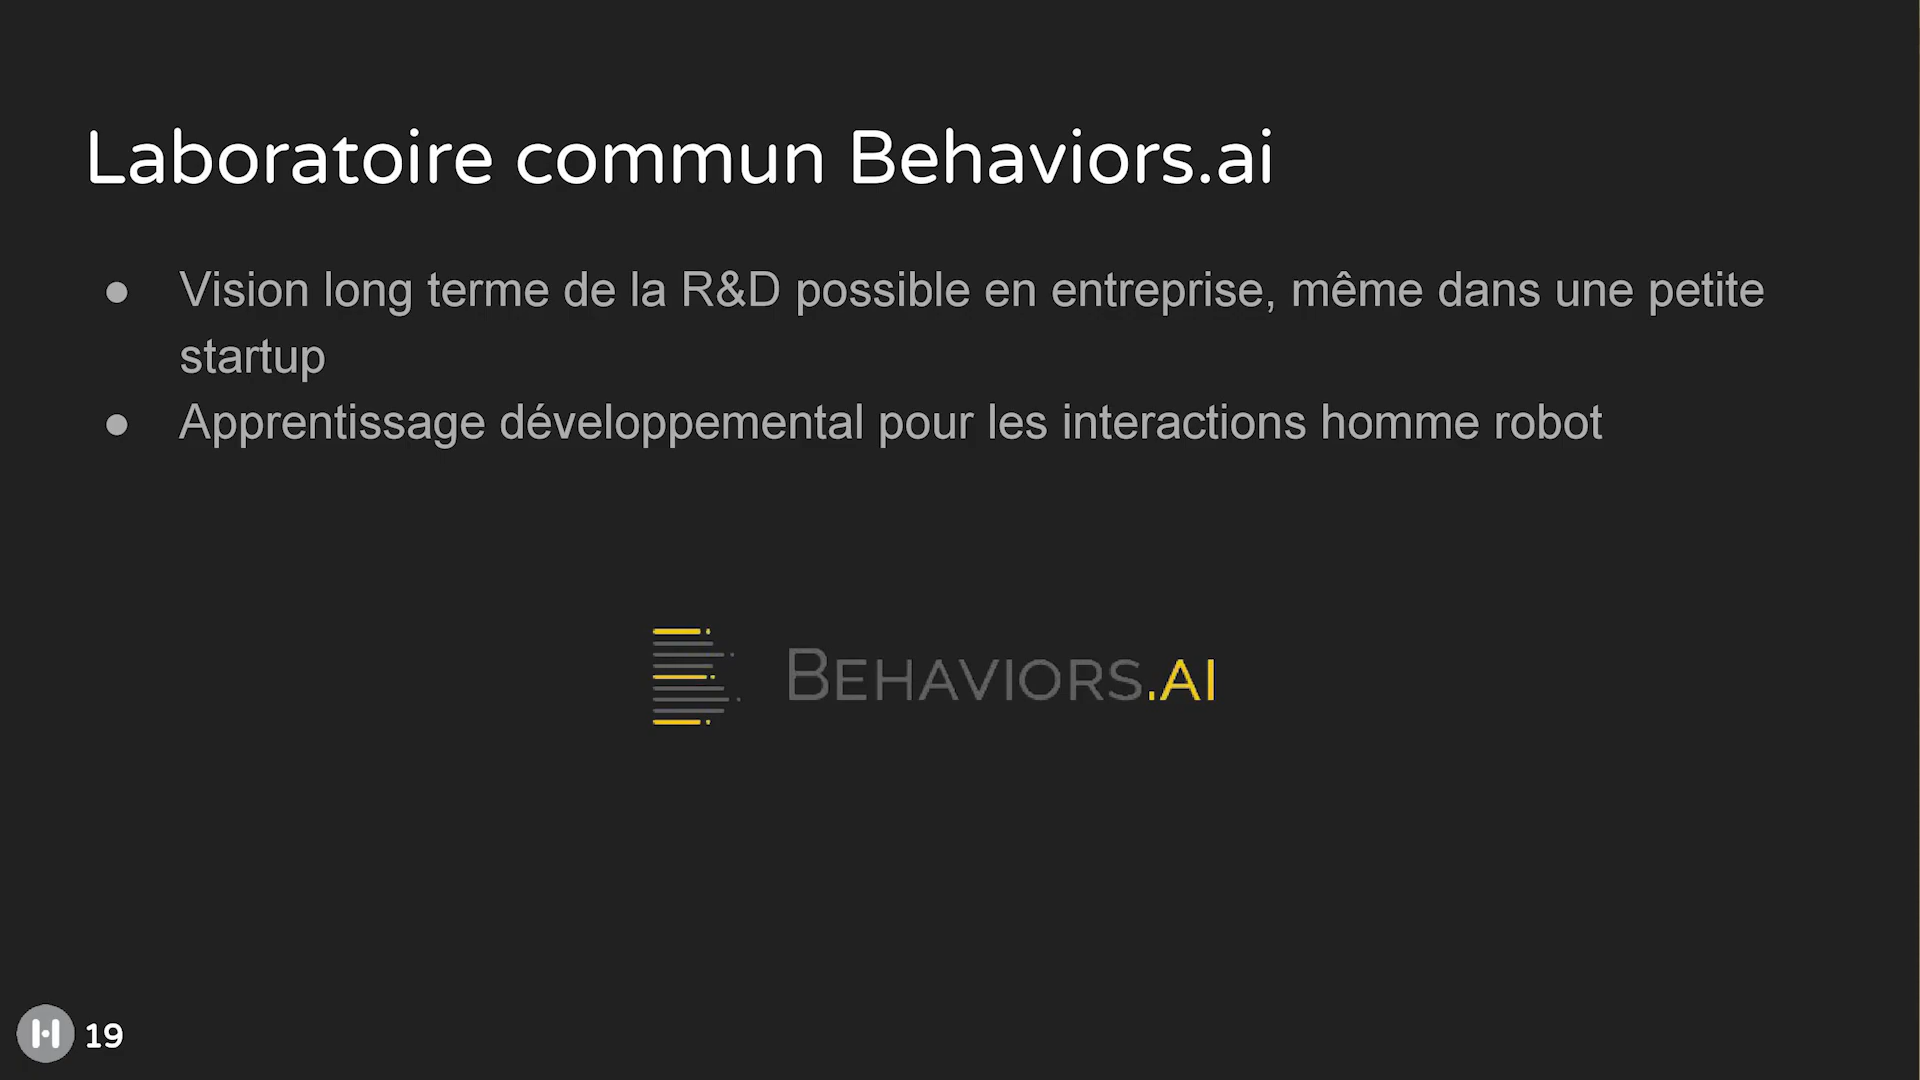 Laboratoire commun Behaviors.ai
● Vision long terme de la R&D possible en entreprise, même dans une petite
startup
● Apprentissage développemental pour les interactions homme robot
BEHAVIORS.AI
H 19